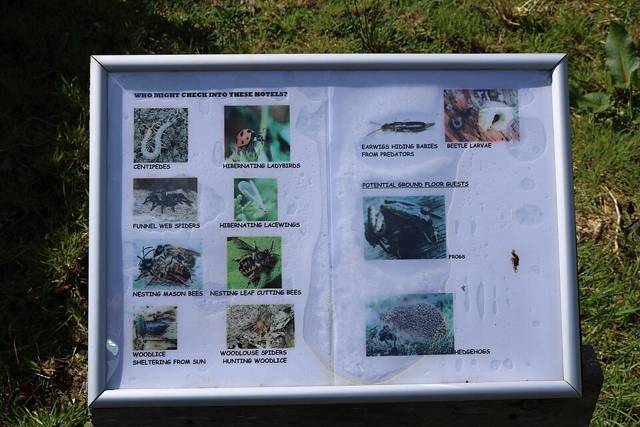 WHO MIGHT CHECK INTO THESE HOTELS?
CENTIPEDES
HIBERNATING LADYBIRDS
FUNNEL WEB SPIDERS
HIBERNATING LACEWINGS
NESTING MASON BEES
NESTING LEAF CUTTING BEES
WOODLICE
SHELTERING FROM SUN
WOODLOUSE SPIDERS
HUNTING WOODLICE
EARWIGS HIDING BABIES
FROM PREDATORS
BEETLE LARVAE
POTENTIAL GROUND FLOOR GUESTS
FROGS
HEDGEHOGS